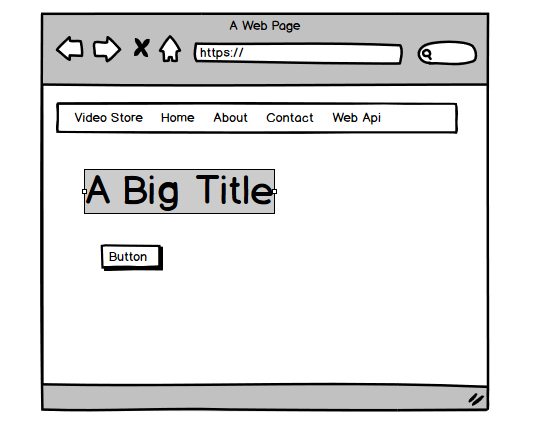 A Web Page
https://
Video Store Home About Contact Web Api
A Big Title
Button